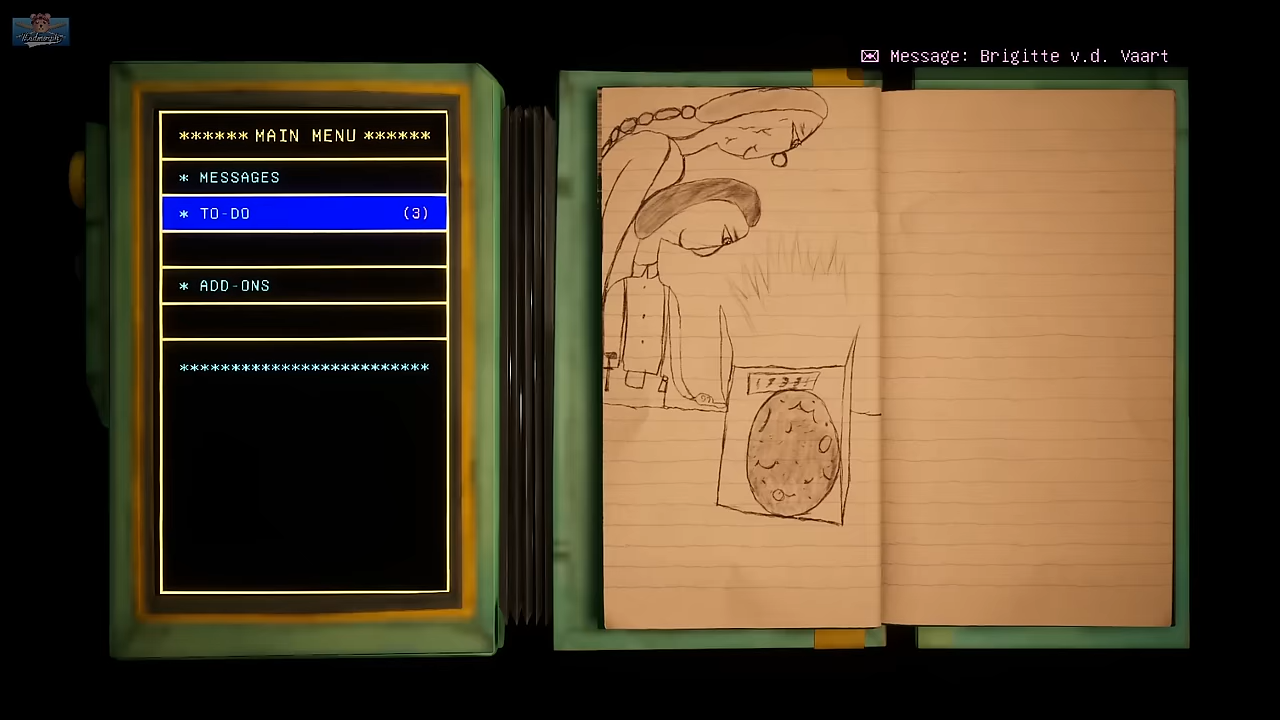 Message: Brigitte v.d. Vaart
****** MAIN MENU ******
* MESSAGES
* TO-DO (3)
* ADD-ONS
*************************